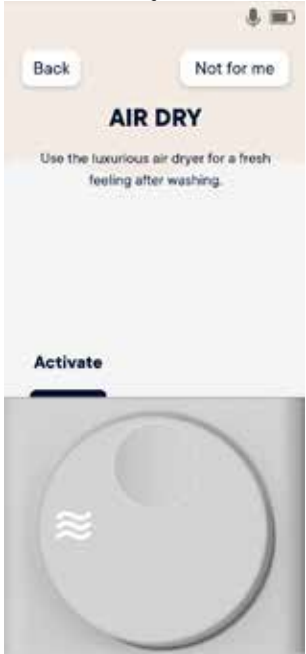 Back
Not for me
AIR DRY
Use the luxurious air dryer for a fresh
feeling after washing.
Activate